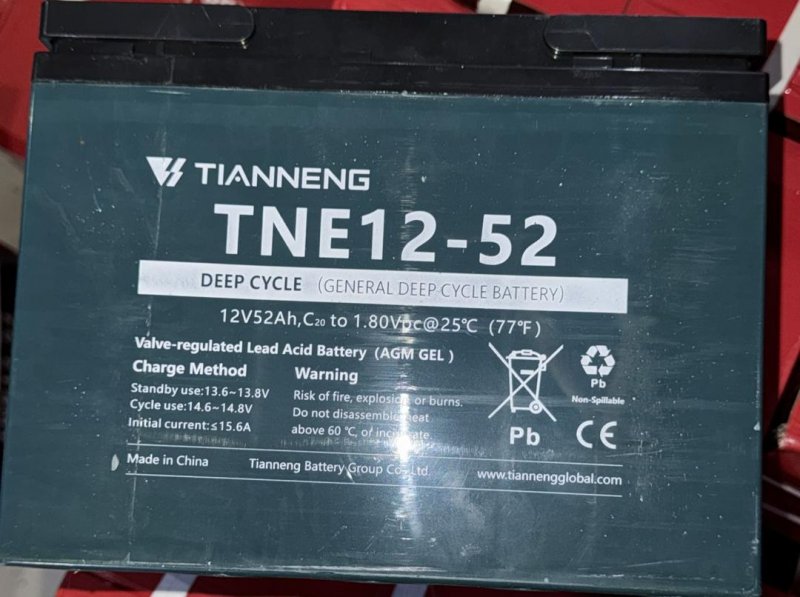 TIANNENG
TNE12-52
DEEP CYCLE (GENERAL DEEP-CYCLE BATTERY)
12V52Ah,C₂₀ to 1.80Vpc@25℃ (77℉)
Valve-regulated Lead Acid Battery (AGM GEL)
Charge Method
Standby use:13.6~13.8V
Cycle use:14.6~14.8V
Initial current:≤15.6A
Warning
Risk of fire, explosion or burns.
Do not disassemble, heat
above 60 ℃, or incinerate.
Pb
Pb
Non-Spillable
CE
Made in China
Tianneng Battery Group Co., Ltd.
www.tiannengglobal.com